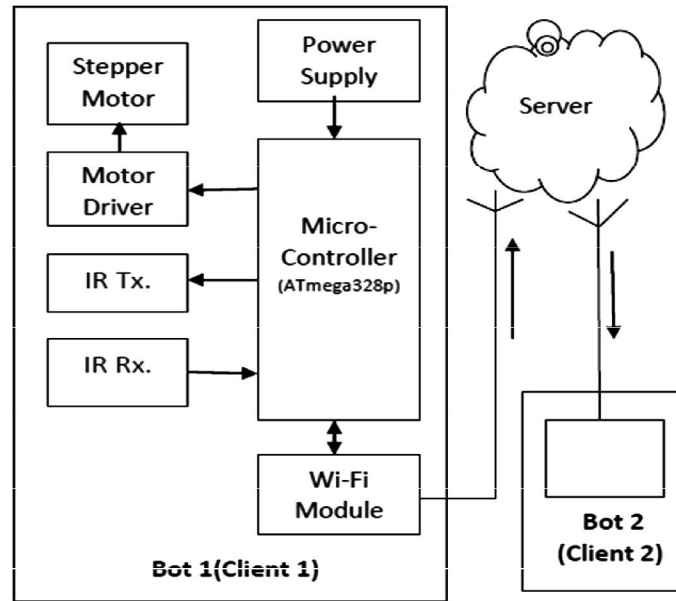 Stepper
Motor
Power
Supply
Server
Motor
Driver
Micro-
Controller
(ATmega328p)
IR Tx.
IR Rx.
Wi-Fi
Module
Bot 1(Client 1)
Bot 2
(Client 2)